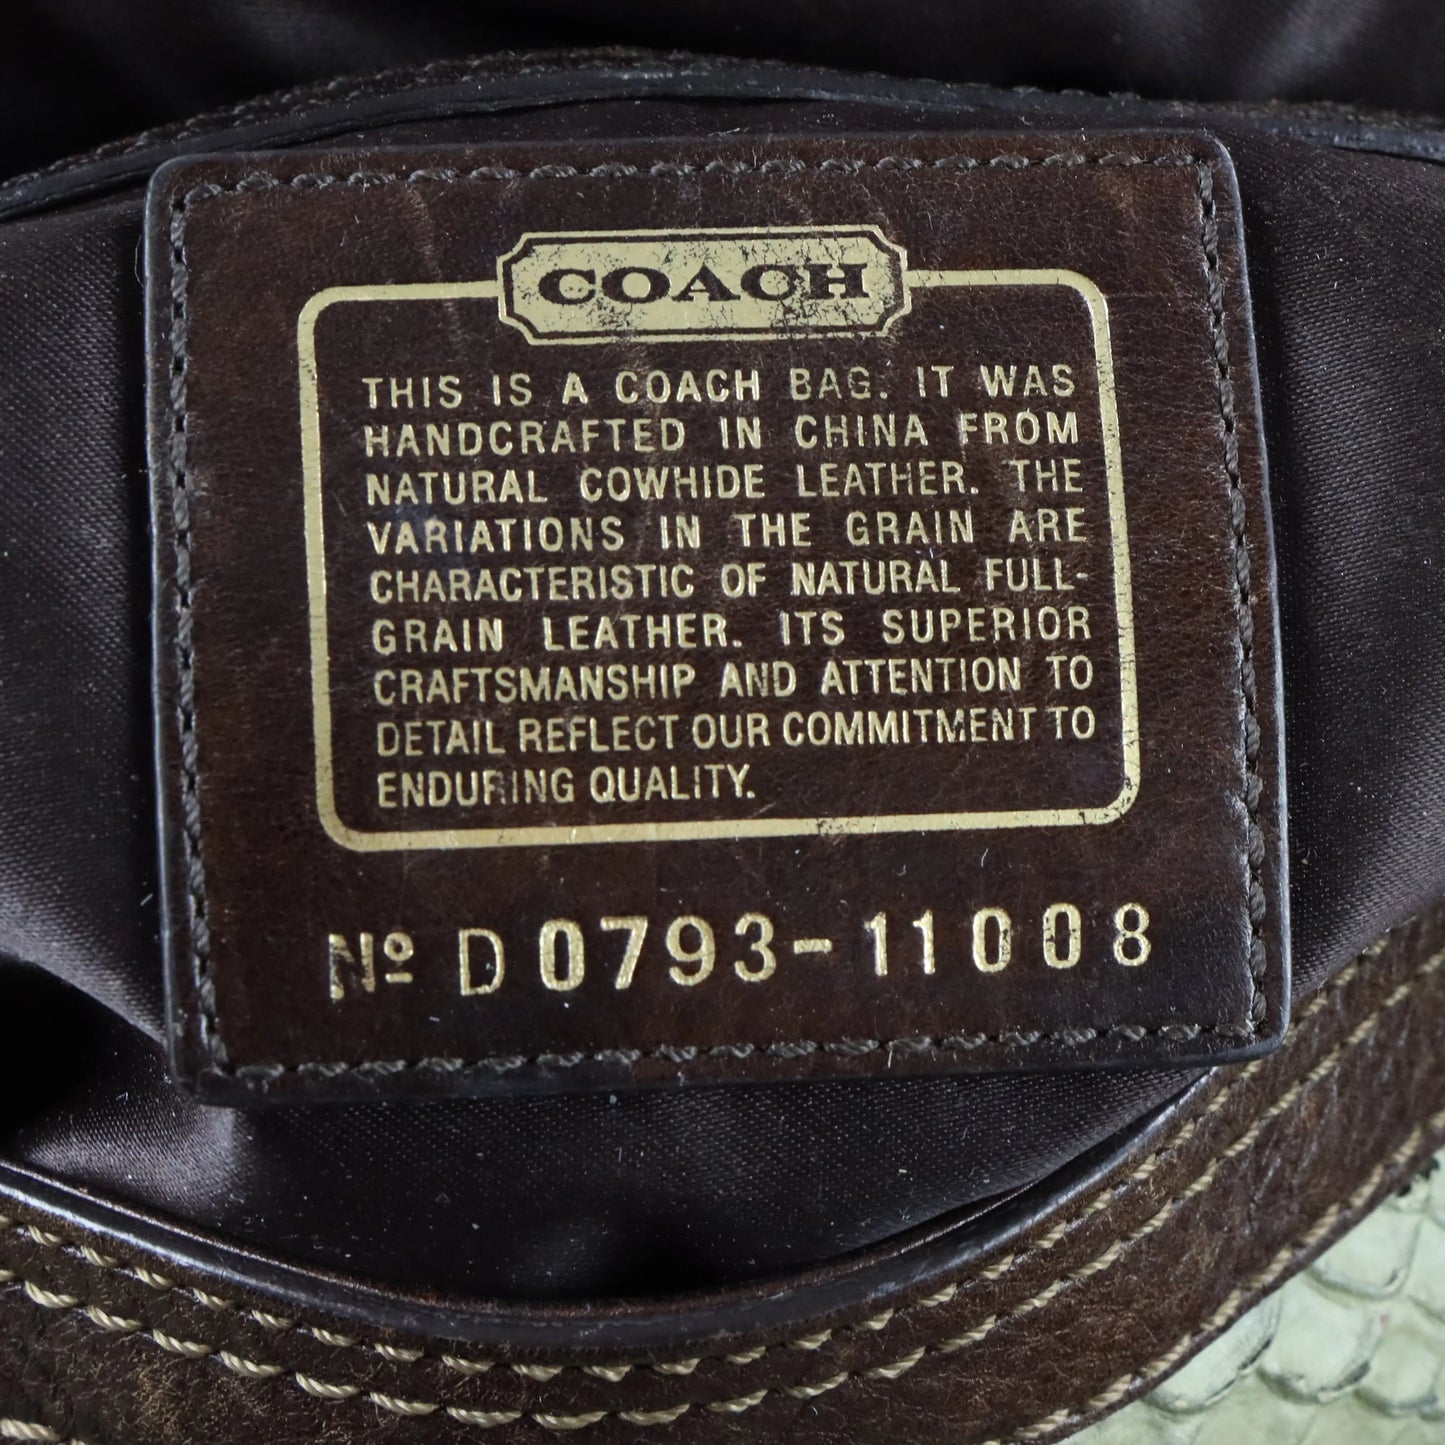 COACH
THIS IS A COACH BAG. IT WAS
HANDCRAFTED IN CHINA FROM
NATURAL COWHIDE LEATHER. THE
VARIATIONS IN THE GRAIN ARE
CHARACTERISTIC OF NATURAL FULL-
GRAIN LEATHER. ITS SUPERIOR
CRAFTSMANSHIP AND ATTENTION TO
DETAIL REFLECT OUR COMMITMENT TO
ENDURING QUALITY.
Nº D0793-11008